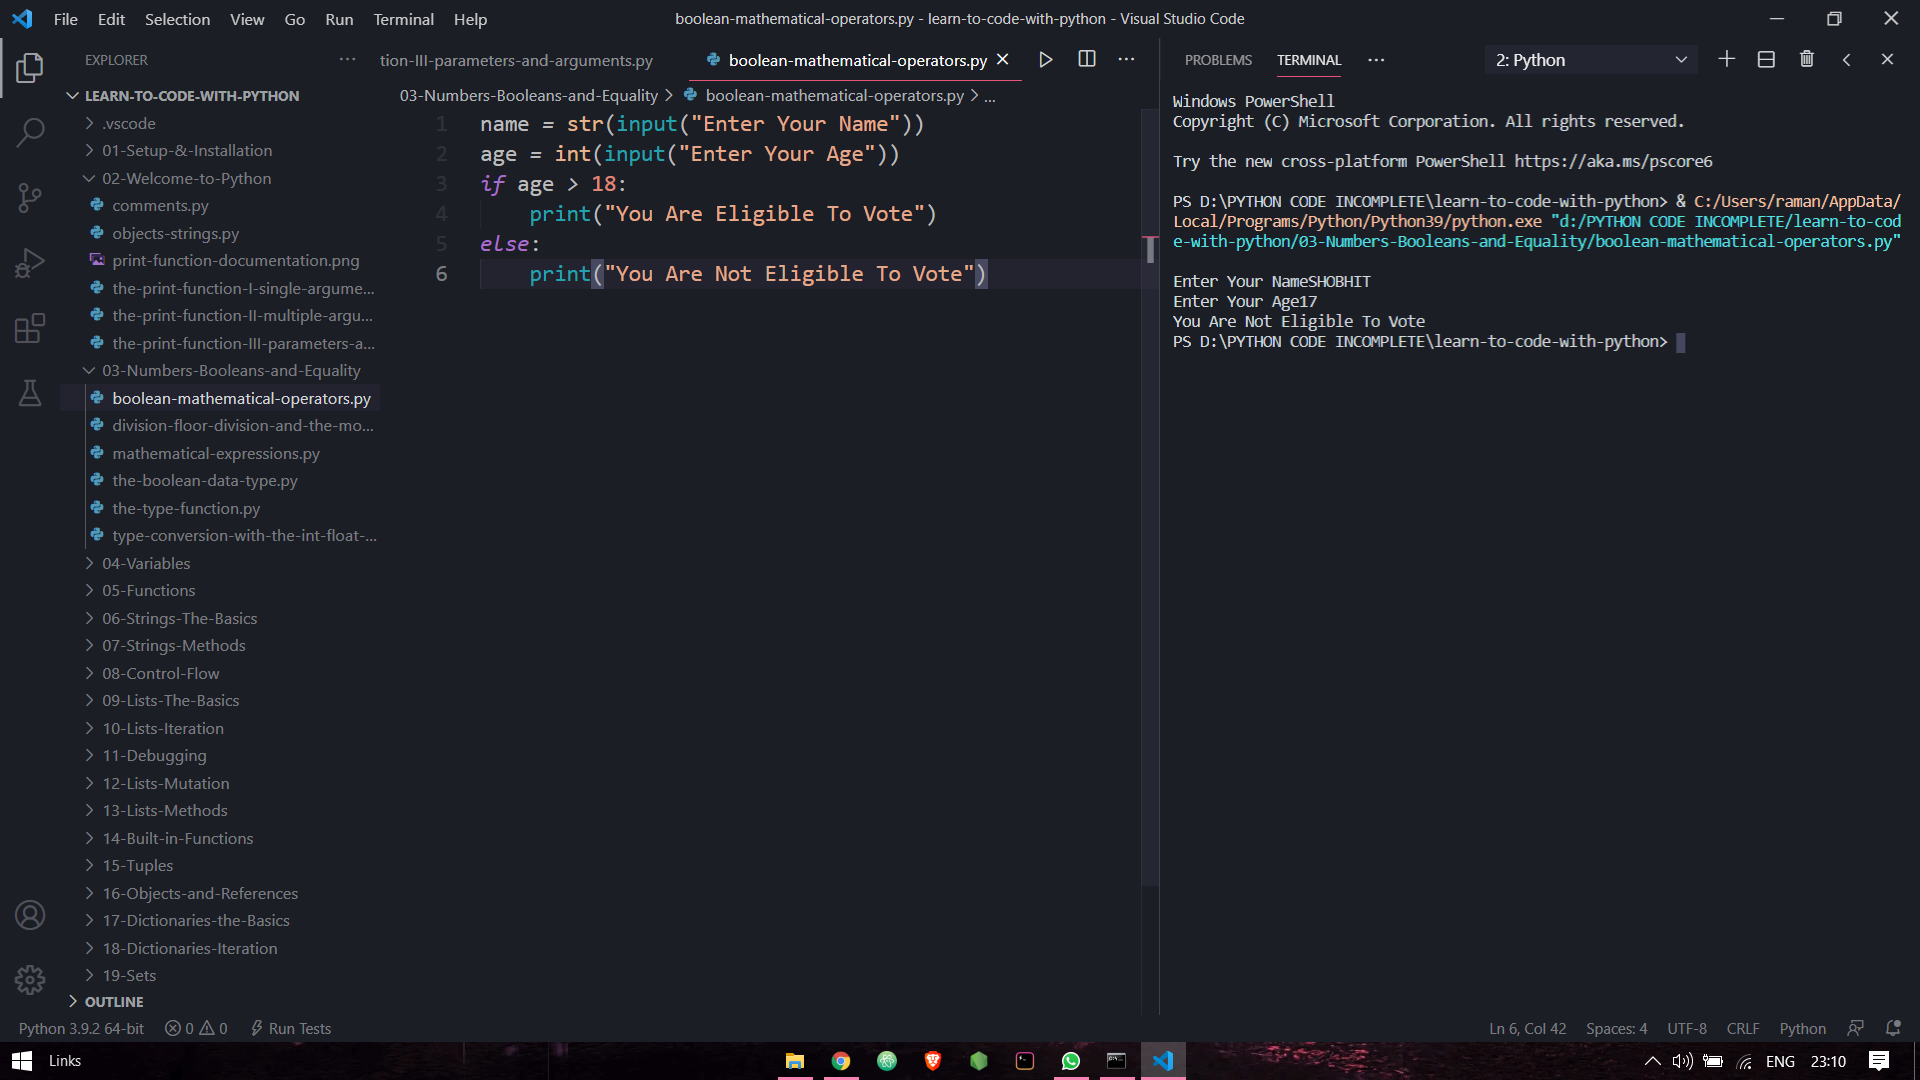 File Edit Selection View Go Run Terminal Help
boolean-mathematical-operators.py - learn-to-code-with-python - Visual Studio Code
EXPLORER
LEARN-TO-CODE-WITH-PYTHON
.vscode
01-Setup-&-Installation
02-Welcome-to-Python
comments.py
objects-strings.py
print-function-documentation.png
the-print-function-I-single-argume...
the-print-function-II-multiple-argu...
the-print-function-III-parameters-a...
03-Numbers-Booleans-and-Equality
boolean-mathematical-operators.py
division-floor-division-and-the-mo...
mathematical-expressions.py
the-boolean-data-type.py
the-type-function.py
type-conversion-with-the-int-float-...
04-Variables
05-Functions
06-Strings-The-Basics
07-Strings-Methods
08-Control-Flow
09-Lists-The-Basics
10-Lists-Iteration
11-Debugging
12-Lists-Mutation
13-Lists-Methods
14-Built-in-Functions
15-Tuples
16-Objects-and-References
17-Dictionaries-the-Basics
18-Dictionaries-Iteration
19-Sets
OUTLINE
tion-III-parameters-and-arguments.py
boolean-mathematical-operators.py
03-Numbers-Booleans-and-Equality > boolean-mathematical-operators.py > ...
1 name = str(input("Enter Your Name"))
2 age = int(input("Enter Your Age"))
3 if age > 18:
4     print("You Are Eligible To Vote")
5 else:
6     print("You Are Not Eligible To Vote")
PROBLEMS TERMINAL ... 2: Python
Windows PowerShell
Copyright (C) Microsoft Corporation. All rights reserved.
Try the new cross-platform PowerShell https://aka.ms/pscore6
PS D:\PYTHON CODE INCOMPLETE\learn-to-code-with-python> & C:/Users/raman/AppData/
Local/Programs/Python/Python39/python.exe "d:/PYTHON CODE INCOMPLETE/learn-to-cod
e-with-python/03-Numbers-Booleans-and-Equality/boolean-mathematical-operators.py"
Enter Your NameSHOBHIT
Enter Your Age17
You Are Not Eligible To Vote
PS D:\PYTHON CODE INCOMPLETE\learn-to-code-with-python>
Python 3.9.2 64-bit 0 0 Run Tests
Ln 6, Col 42 Spaces: 4 UTF-8 CRLF Python
Links
ENG 23:10